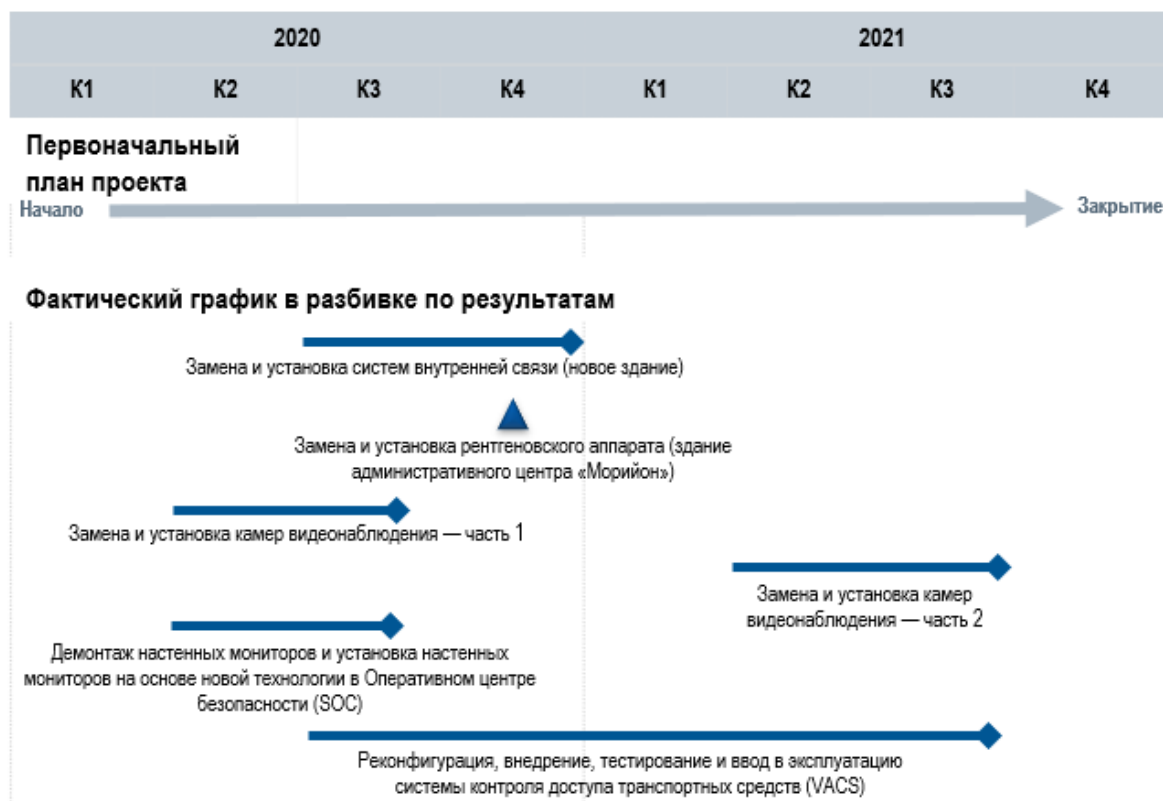 2020 2021
К1 К2 К3 К4 К1 К2 К3 К4
Первоначальный
план проекта
Начало Закрытие
Фактический график в разбивке по результатам
Замена и установка систем внутренней связи (новое здание)
Замена и установка рентгеновского аппарата (здание
административного центра «Морийон»)
Замена и установка камер видеонаблюдения — часть 1
Замена и установка камер
видеонаблюдения — часть 2
Демонтаж настенных мониторов и установка настенных
мониторов на основе новой технологии в Оперативном центре
безопасности (SOC)
Реконфигурация, внедрение, тестирование и ввод в эксплуатацию
системы контроля доступа транспортных средств (VACS)